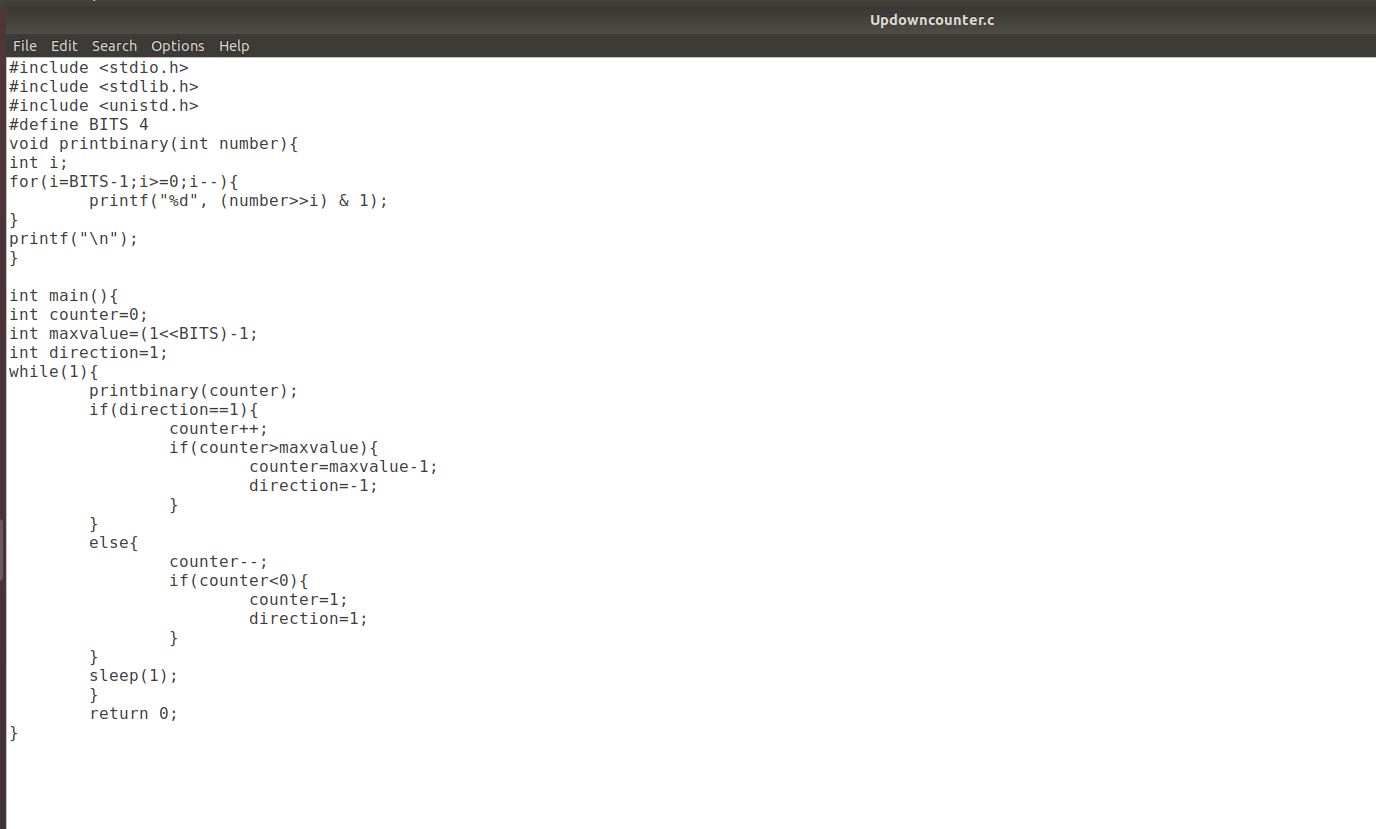 Updowncounter.c
File Edit Search Options Help
#include <stdio.h>
#include <stdlib.h>
#include <unistd.h>
#define BITS 4
void printbinary(int number){
int i;
for(i=BITS-1;i>=0;i--){
        printf("%d", (number>>i) & 1);
}
printf("\n");
}

int main(){
int counter=0;
int maxvalue=(1<<BITS)-1;
int direction=1;
while(1){
        printbinary(counter);
        if(direction==1){
                counter++;
                if(counter>maxvalue){
                        counter=maxvalue-1;
                        direction=-1;
                }
        }
        else{
                counter--;
                if(counter<0){
                        counter=1;
                        direction=1;
                }
        }
        sleep(1);
        }
        return 0;
}